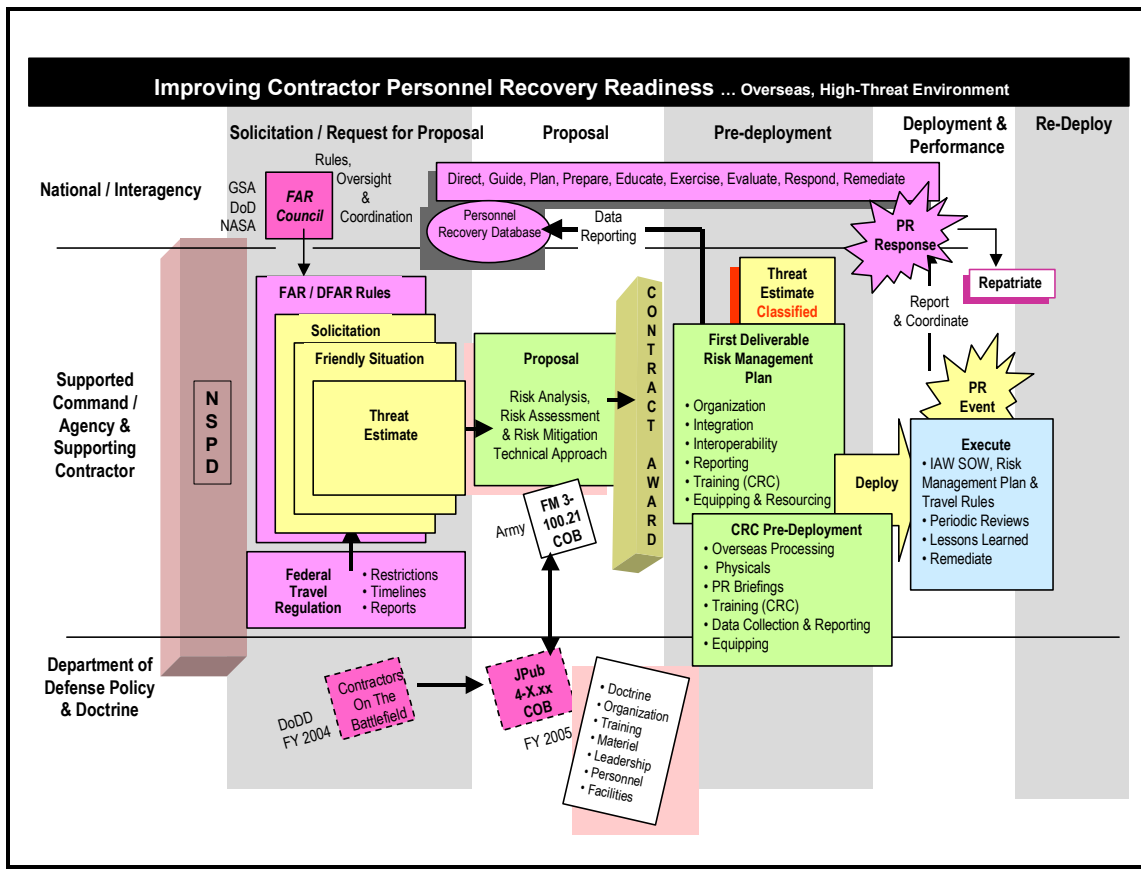 Improving Contractor Personnel Recovery Readiness ... Overseas, High-Threat Environment
Solicitation / Request for Proposal
Proposal
Pre-deployment
Deployment &
Performance
Re-Deploy
National / Interagency
GSA
DoD
NASA
FAR
Council
Rules,
Oversight
&
Coordination
Direct, Guide, Plan, Prepare, Educate, Exercise, Evaluate, Respond, Remediate
Personnel
Recovery Database
Data
Reporting
PR
Response
Repatriate
Report
& Coordinate
Supported
Command /
Agency &
Supporting
Contractor
N
S
P
D
FAR / DFAR Rules
Solicitation
Friendly Situation
Threat
Estimate
Federal
Travel
Regulation
• Restrictions
• Timelines
• Reports
Proposal
Risk Analysis,
Risk Assessment
& Risk Mitigation
Technical Approach
Army
FM 3-
100.21
COB
C
O
N
T
R
A
C
T
A
W
A
R
D
Threat
Estimate
Classified
First Deliverable
Risk Management
Plan
• Organization
• Integration
• Interoperability
• Reporting
• Training (CRC)
• Equipping & Resourcing
CRC Pre-Deployment
• Overseas Processing
• Physicals
• PR Briefings
• Training (CRC)
• Data Collection & Reporting
• Equipping
Deploy
PR
Event
Execute
• IAW SOW, Risk
Management Plan &
Travel Rules
• Periodic Reviews
• Lessons Learned
• Remediate
Department of
Defense Policy
& Doctrine
DoDD
FY 2004
Contractors
On The
Battlefield
JPub
4-X.xx
COB
FY 2005
• Doctrine
• Organization
• Training
• Materiel
• Leadership
• Personnel
• Facilities